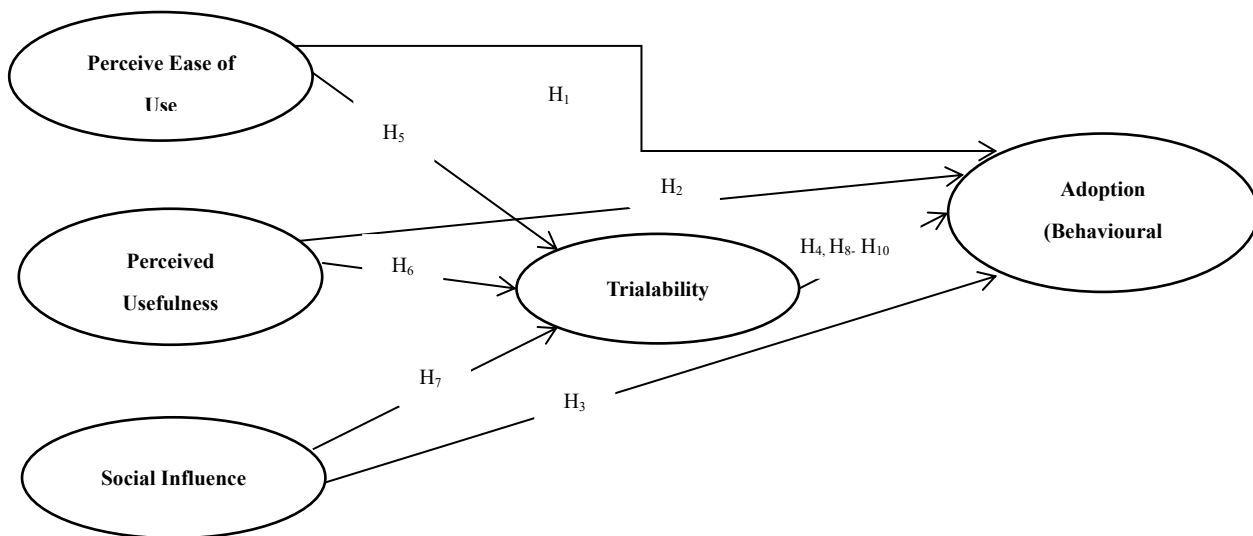 Perceive Ease of
Use
H₁
H₅
H₂
Adoption
(Behavioural
Perceived
Usefulness
H₆
Trialability
H₄, H₈- H₁₀
H₇
H₃
Social Influence